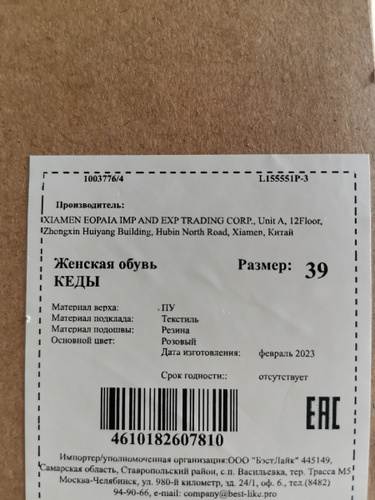 1003776/4 L155551P-3
Производитель:
XIAMEN EOPAIA IMP AND EXP TRADING CORP., Unit A, 12Floor,
Zhongxin Huiyang Building, Hubin North Road, Xiamen, Китай
Женская обувь Размер: 39
КЕДЫ
Материал верха: ПУ
Материал подклада: Текстиль
Материал подошвы: Резина
Основной цвет: Розовый
Дата изготовления: февраль 2023
Срок годности:: отсутствует
EAC
4610182607810
Импортер/уполномоченная организация:ООО "БэстЛайк" 445149,
Самарская область, Ставропольский район, с.п. Васильевка, тер. Трасса М5
Москва-Челябинск, ул. 980-й километр, зд. 24/1, оф. 6., тел.(8482)
94-90-66, e-mail: company@best-like.pro